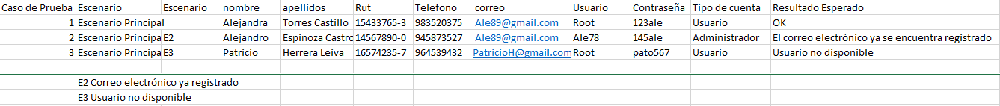 Caso de Prueba Escenario Escenario nombre apellidos Rut Telefono correo Usuario Contraseña Tipo de cuenta Resultado Esperado
1 Escenario Principal Alejandra Torres Castillo 15433765-3 983520375 Ale89@gmail.com Root 123ale Usuario OK
2 Escenario Principa E2 Alejandro Espinoza Castro 14567890-0 945873527 Ale89@gmail.com Ale78 145ale Administrador El correo electrónico ya se encuentra registrado
3 Escenario Principa E3 Patricio Herrera Leiva 16574235-7 964539432 PatricioH@gmail.com Root pato567 Usuario Usuario no disponible
E2 Correo electrónico ya registrado
E3 Usuario no disponible